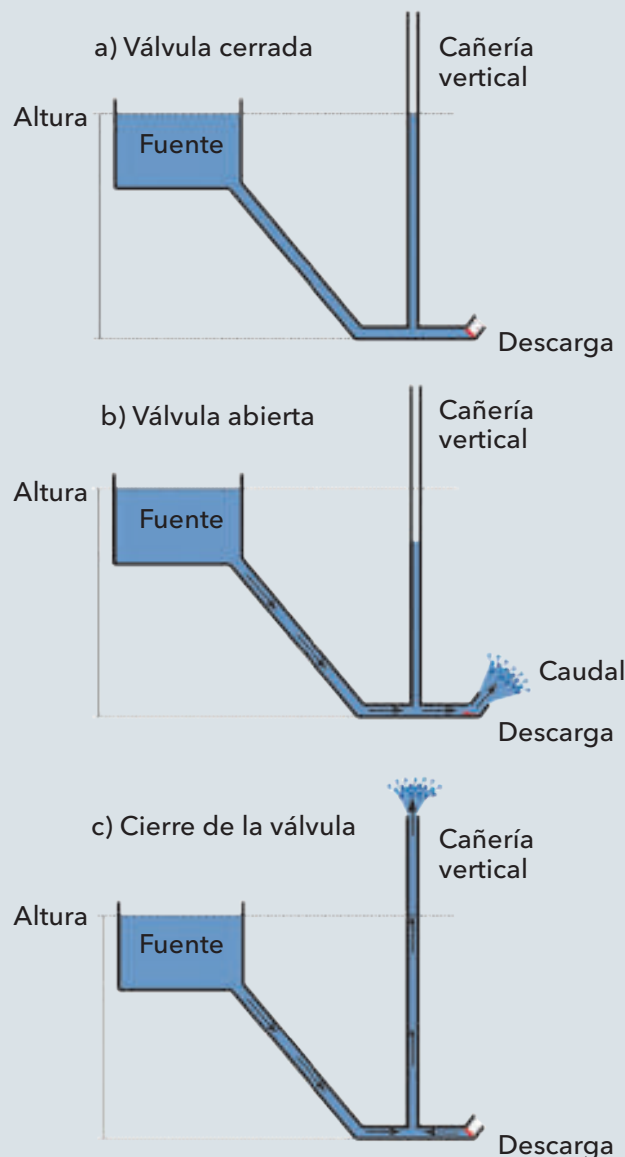 a) Válvula cerrada
Cañería
vertical
Altura
Fuente
Descarga
b) Válvula abierta
Cañería
vertical
Altura
Fuente
Caudal
Descarga
c) Cierre de la válvula
Cañería
vertical
Altura
Fuente
Descarga